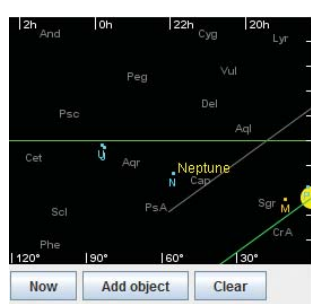 2h 0h 22h 20h
And Cyg Lyr
Peg Vul
Psc Del
Aql
Cet U Aqr Neptune
N Cap
Scl PsA Sgr M
CrA
Phe
120° 90° 60° 30°
Now Add object Clear